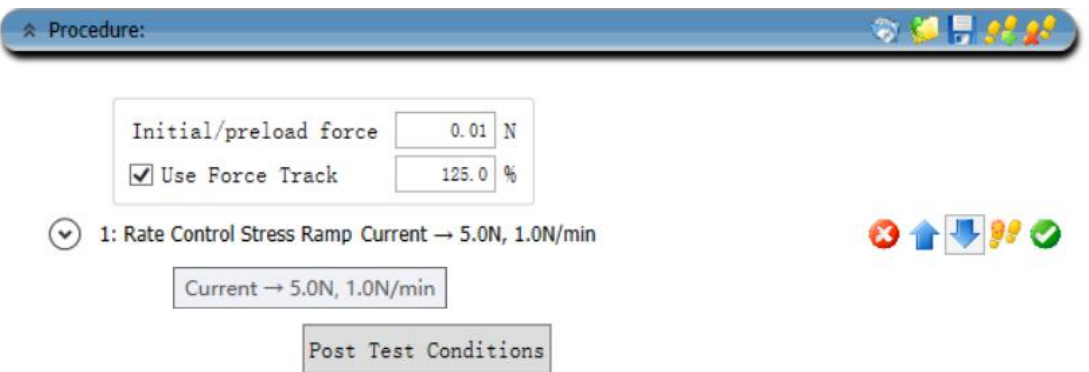 Procedure:
Initial/preload force 0.01 N
Use Force Track 125.0 %
1: Rate Control Stress Ramp Current → 5.0N, 1.0N/min
Current → 5.0N, 1.0N/min
Post Test Conditions